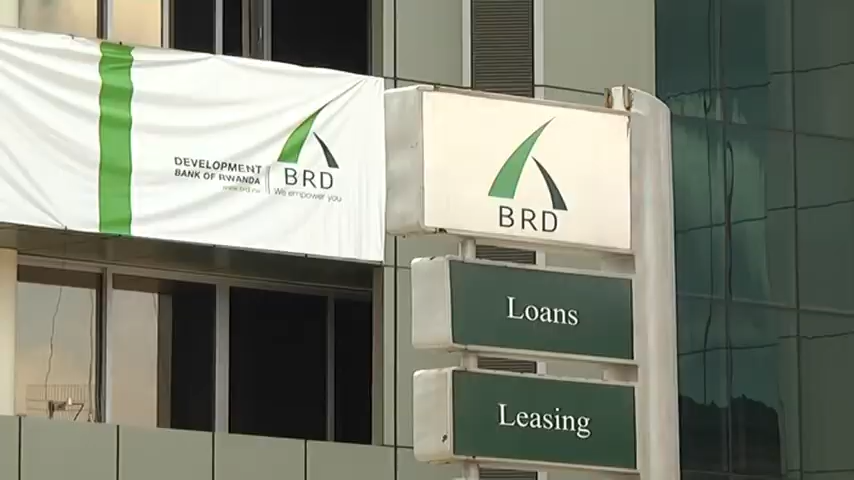 DEVELOPMENT
BANK OF RWANDA
www.brd.rw
BRD
We empower you
BRD
Loans
Leasing